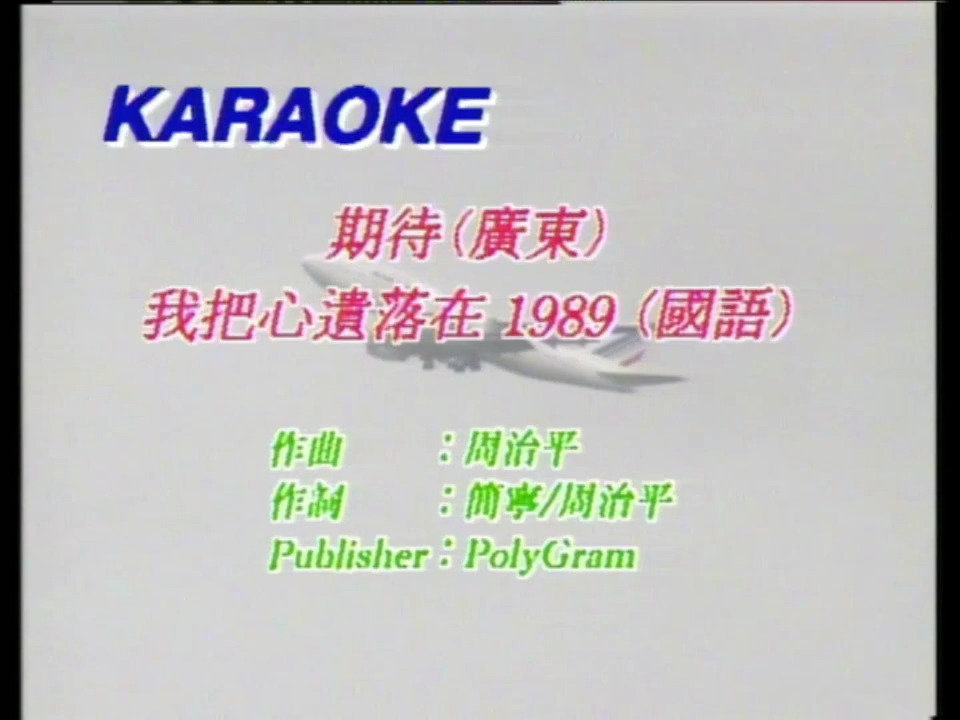 KARAOKE
期待(廣東)
我把心遺落在 1989 (國語)
作曲 :周治平
作詞 :簡寧/周治平
Publisher:PolyGram